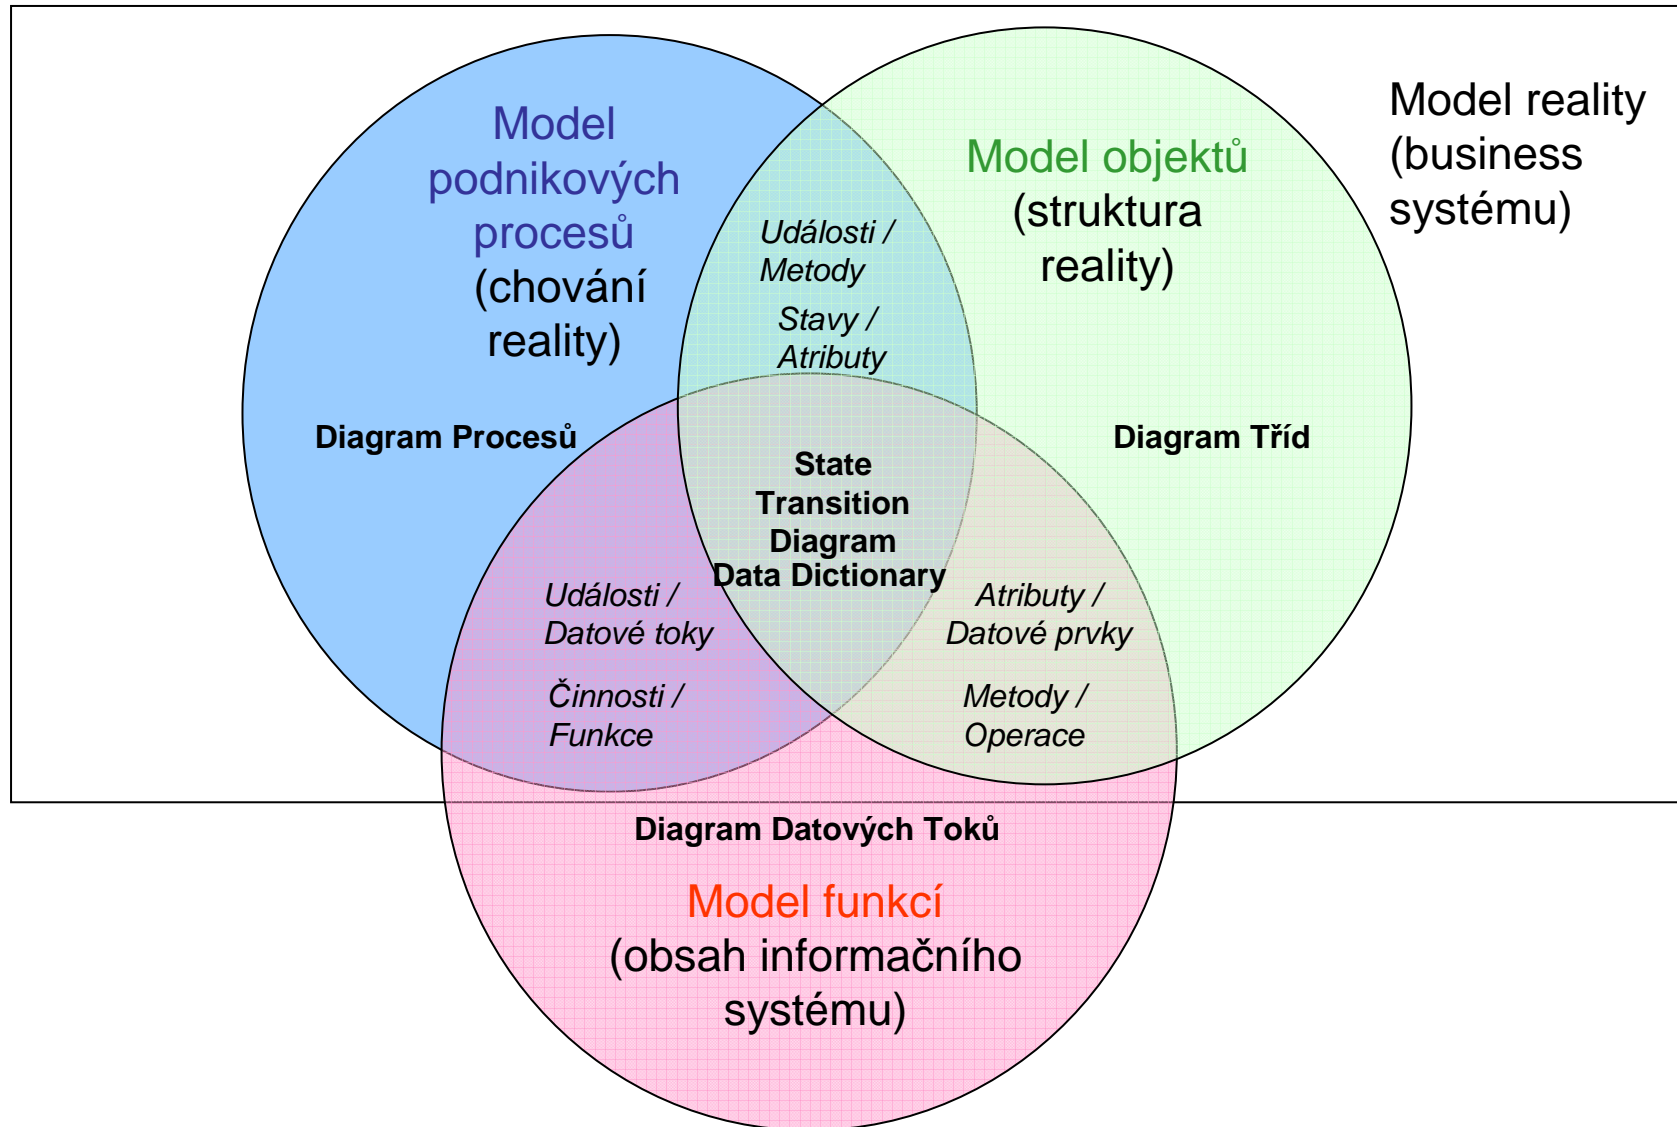 Model
podnikových
procesů
(chování
reality)
Diagram Procesů
Události /
Metody
Stavy /
Atributy
Model objektů
(struktura
reality)
Diagram Tříd
Model reality
(business
systému)
State
Transition
Diagram
Data Dictionary
Události /
Datové toky
Činnosti /
Funkce
Atributy /
Datové prvky
Metody /
Operace
Diagram Datových Toků
Model funkcí
(obsah informačního
systému)